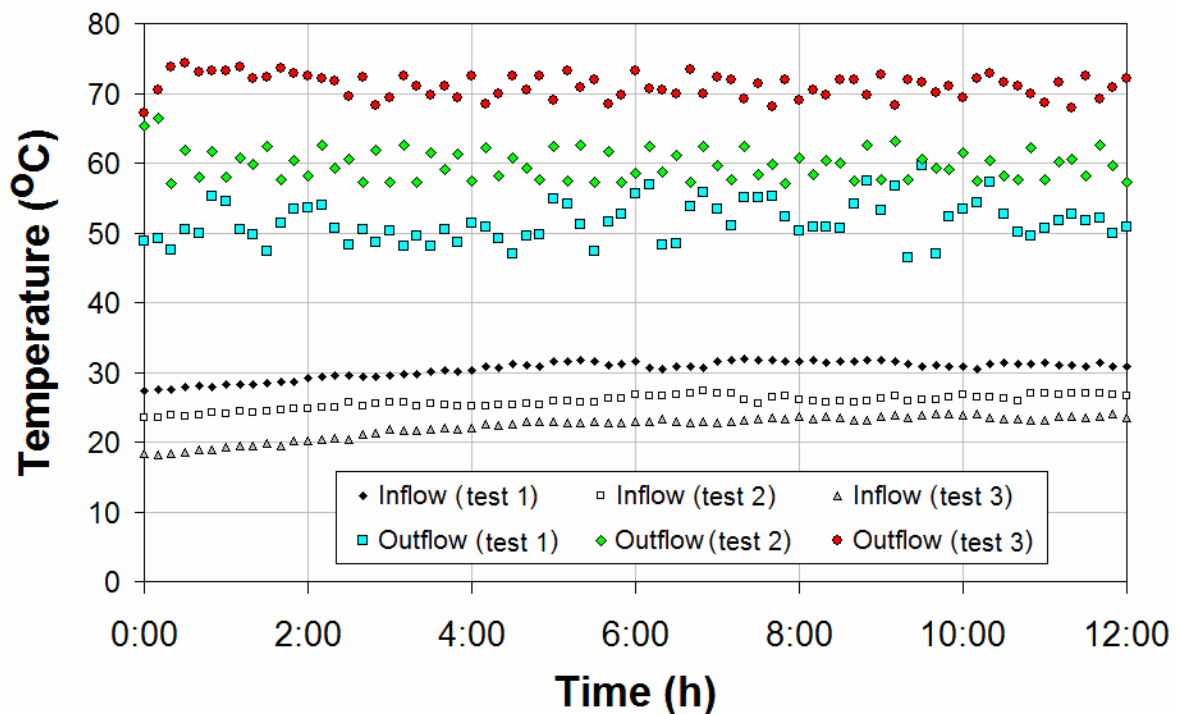 80
70
60
50
40
30
20
10
0
Temperature (ºC)
Inflow (test 1) Inflow (test 2) Inflow (test 3)
Outflow (test 1) Outflow (test 2) Outflow (test 3)
0:00 2:00 4:00 6:00 8:00 10:00 12:00
Time (h)